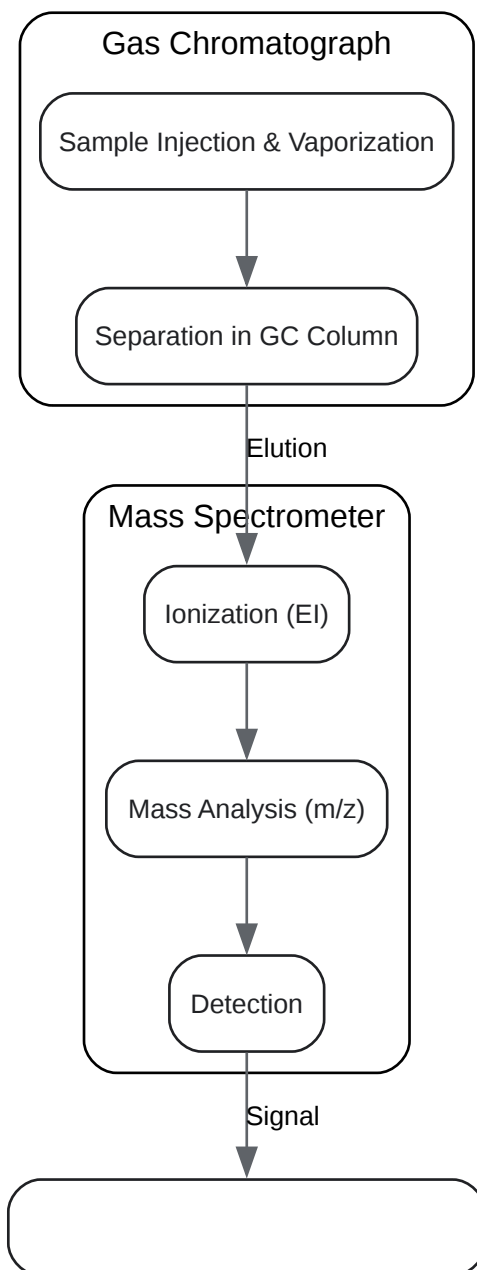 Gas Chromatograph
Sample Injection & Vaporization
Separation in GC Column
Elution
Mass Spectrometer
Ionization (EI)
Mass Analysis (m/z)
Detection
Signal